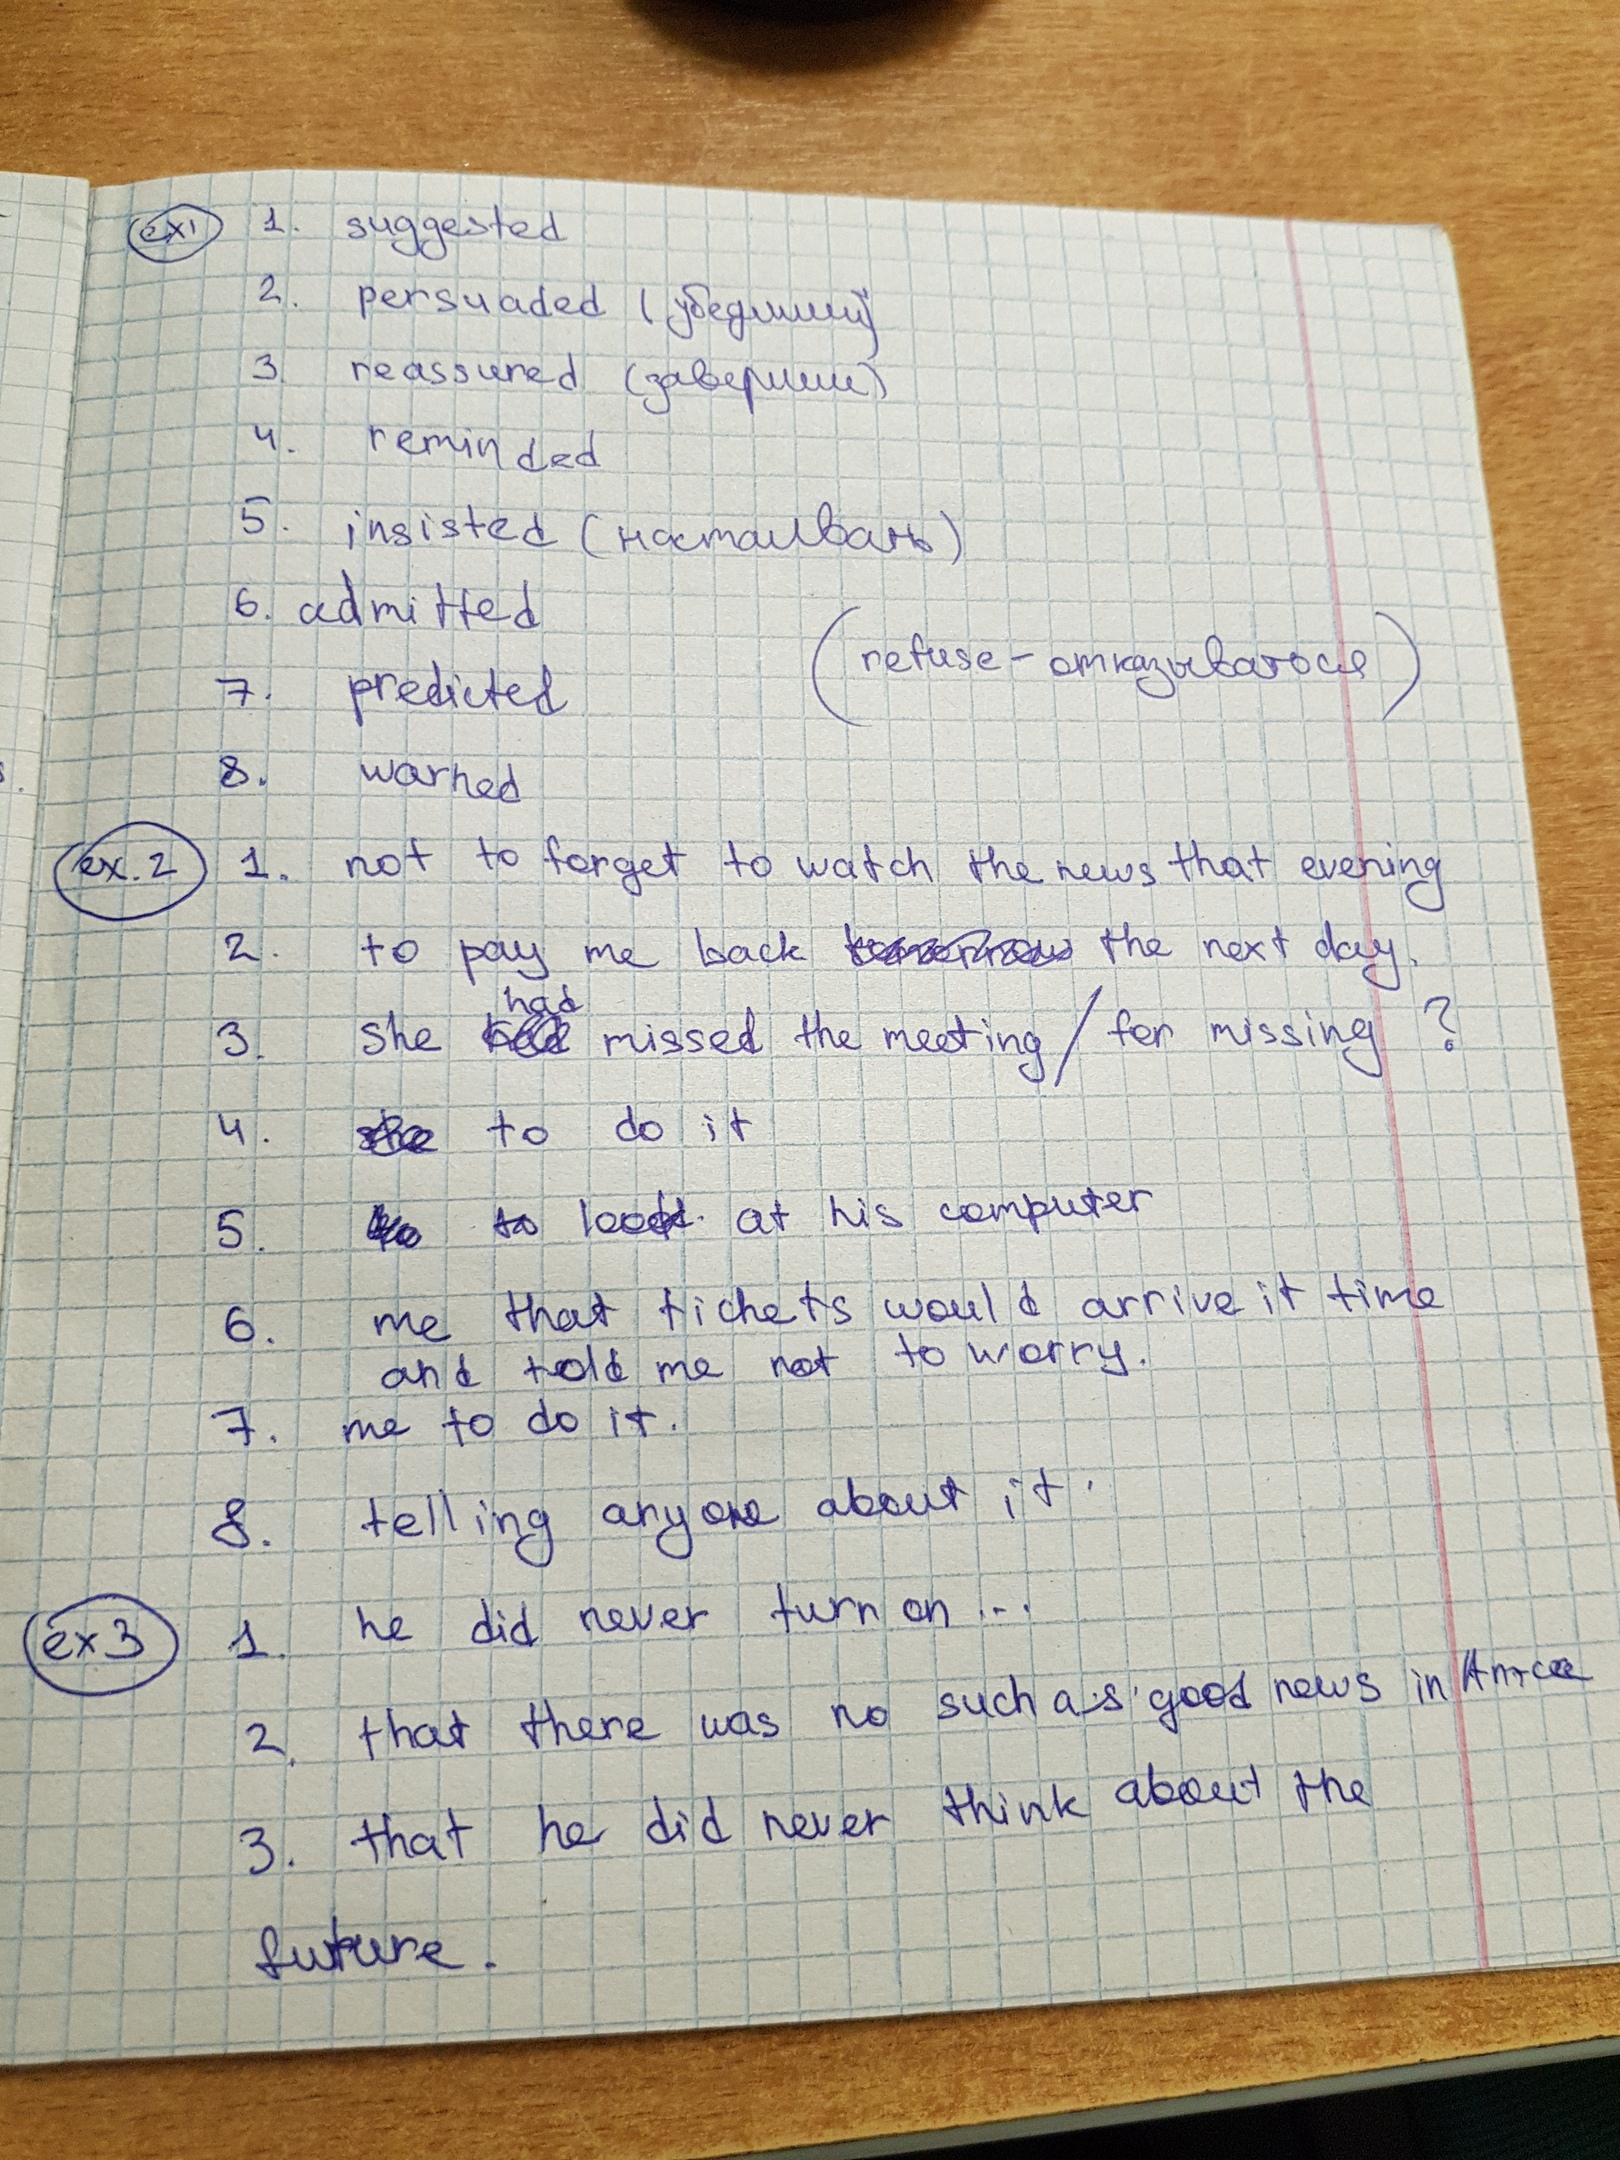 ex1 1. suggested
2. persuaded (убедивший)
3. reassured (заверили)
4. reminded
5. insisted (настаивать)
6. admitted
(refuse - отказываться)
7. predicted
8. warned
ex.2 1. not to forget to watch the news that evening
2. to pay me back the next day.
had
3. she missed the meeting / for missing ?
4. to do it
5. to look at his computer
6. me that tickets would arrive it time
and told me not to worry.
7. me to do it.
8. telling anyone about it.
ex3 1. he did never turn on ...
2. that there was no such as good news in
3. that he did never think about the
future.